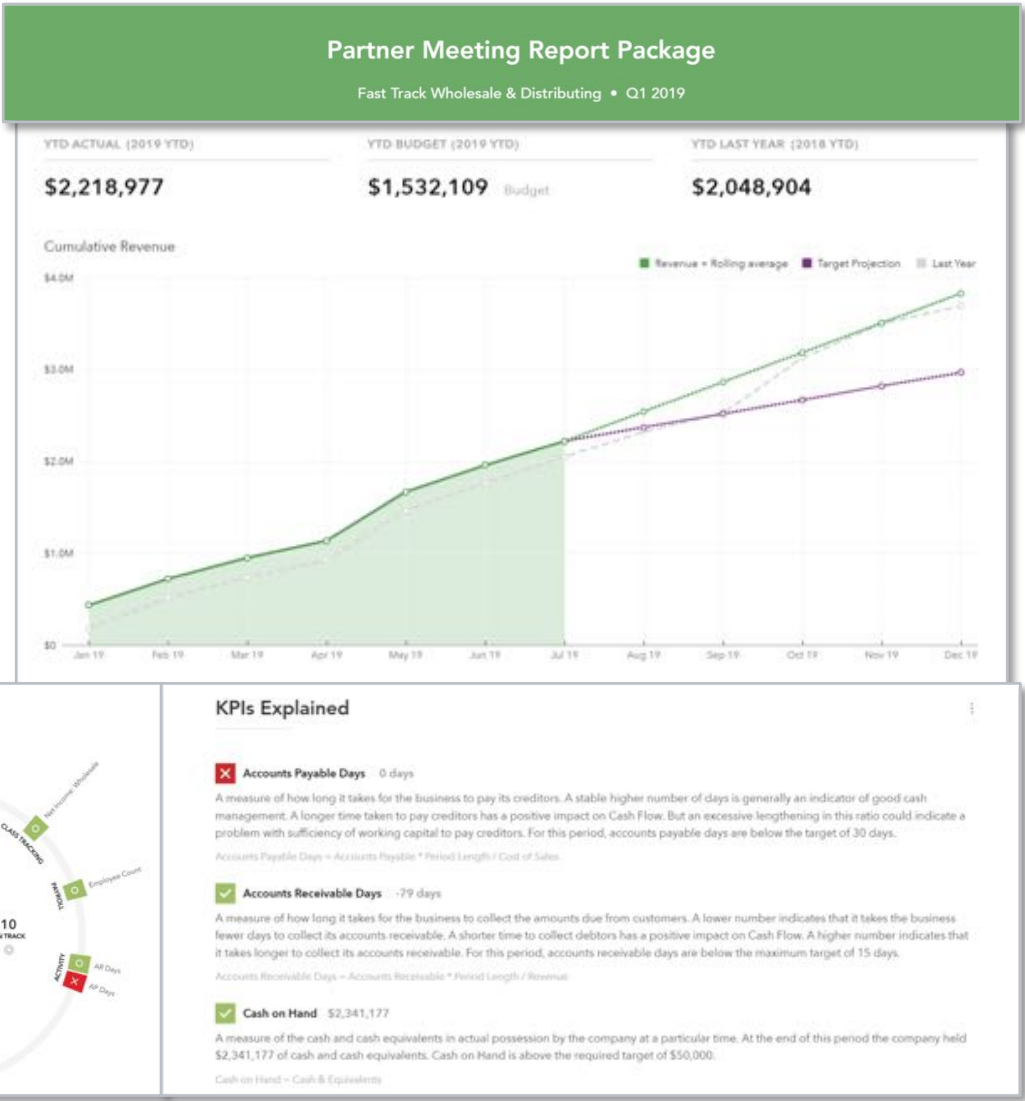 Partner Meeting Report Package
Fast Track Wholesale & Distributing • Q1 2019
YTD ACTUAL (2019 YTD)
YTD BUDGET (2019 YTD)
YTD LAST YEAR (2018 YTD)
$2,218,977
$1,532,109 Budget
$2,048,904
Cumulative Revenue
Revenue + Rolling average
Target Projection
Last Year
$4.0M
$3.0M
$2.0M
$1.0M
$0
Jan 19
Feb 19
Mar 19
Apr 19
May 19
Jun 19
Jul 19
Aug 19
Sep 19
Oct 19
Nov 19
Dec 19
Net Income: Wholesale
CLASS TRACKING
Employee Count
PAYROLL
10
TRACK
ACTIVITY
AR Days
AP Days
KPIs Explained
Accounts Payable Days 0 days
A measure of how long it takes for the business to pay its creditors. A stable higher number of days is generally an indicator of good cash
management. A longer time taken to pay creditors has a positive impact on Cash Flow. But an excessive lengthening in this ratio could indicate a
problem with sufficiency of working capital to pay creditors. For this period, accounts payable days are below the target of 30 days.
Accounts Payable Days = Accounts Payable * Period Length / Cost of Sales
Accounts Receivable Days -79 days
A measure of how long it takes for the business to collect the amounts due from customers. A lower number indicates that it takes the business
fewer days to collect its accounts receivable. A shorter time to collect debtors has a positive impact on Cash Flow. A higher number indicates that
it takes longer to collect its accounts receivable. For this period, accounts receivable days are below the maximum target of 15 days.
Accounts Receivable Days = Accounts Receivable * Period Length / Revenue
Cash on Hand $2,341,177
A measure of the cash and cash equivalents in actual possession by the company at a particular time. At the end of this period the company held
$2,341,177 of cash and cash equivalents. Cash on Hand is above the required target of $50,000.
Cash on Hand = Cash & Equivalents